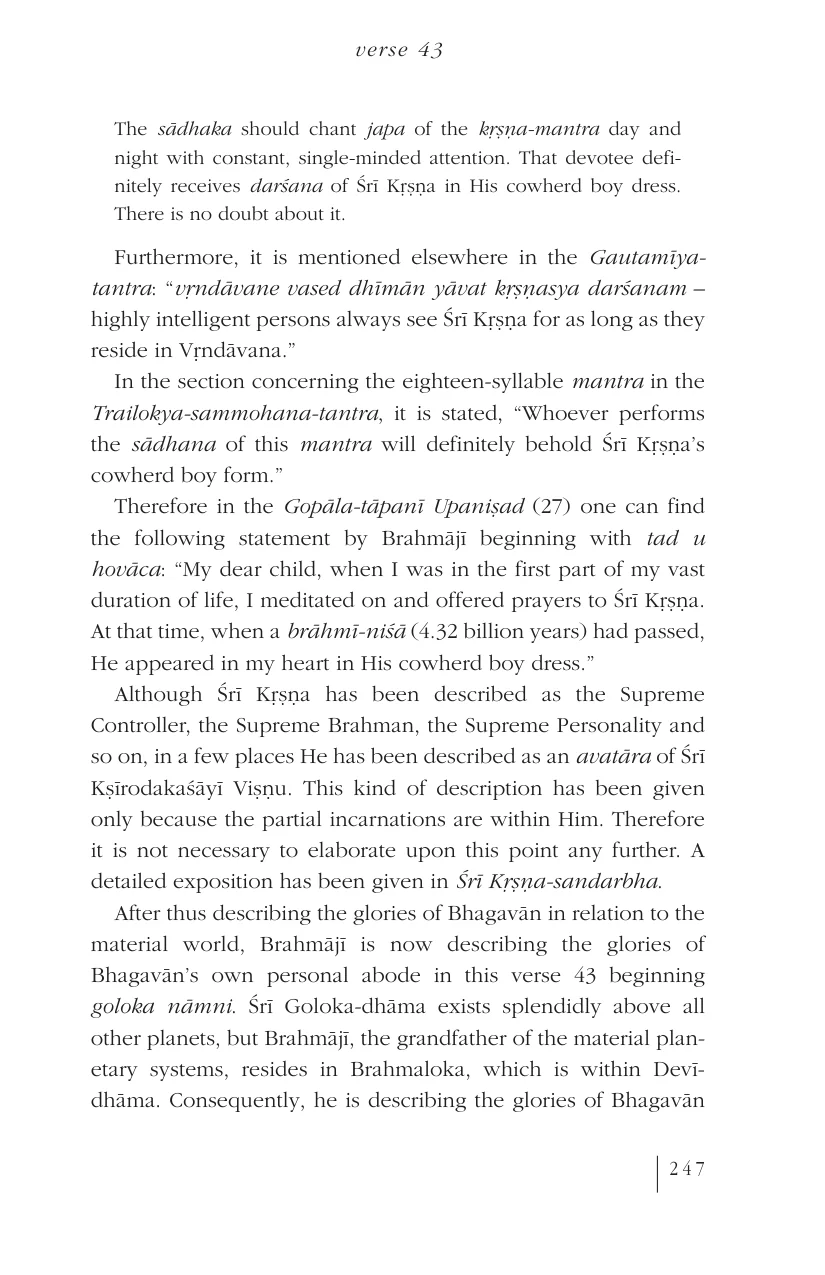 verse 43
The sādhaka should chant japa of the kṛṣṇa-mantra day and
night with constant, single-minded attention. That devotee defi-
nitely receives darśana of Śrī Kṛṣṇa in His cowherd boy dress.
There is no doubt about it.
Furthermore, it is mentioned elsewhere in the Gautamīya-
tantra: “vṛndāvane vased dhīmān yāvat kṛṣṇasya darśanam –
highly intelligent persons always see Śrī Kṛṣṇa for as long as they
reside in Vṛndāvana.”
In the section concerning the eighteen-syllable mantra in the
Trailokya-sammohana-tantra, it is stated, “Whoever performs
the sādhana of this mantra will definitely behold Śrī Kṛṣṇa’s
cowherd boy form.”
Therefore in the Gopāla-tāpanī Upaniṣad (27) one can find
the following statement by Brahmājī beginning with tad u
hovāca: “My dear child, when I was in the first part of my vast
duration of life, I meditated on and offered prayers to Śrī Kṛṣṇa.
At that time, when a brāhmī-niśā (4.32 billion years) had passed,
He appeared in my heart in His cowherd boy dress.”
Although Śrī Kṛṣṇa has been described as the Supreme
Controller, the Supreme Brahman, the Supreme Personality and
so on, in a few places He has been described as an avatāra of Śrī
Kṣīrodakaśāyī Viṣṇu. This kind of description has been given
only because the partial incarnations are within Him. Therefore
it is not necessary to elaborate upon this point any further. A
detailed exposition has been given in Śrī Kṛṣṇa-sandarbha.
After thus describing the glories of Bhagavān in relation to the
material world, Brahmājī is now describing the glories of
Bhagavān’s own personal abode in this verse 43 beginning
goloka nāmni. Śrī Goloka-dhāma exists splendidly above all
other planets, but Brahmājī, the grandfather of the material plan-
etary systems, resides in Brahmaloka, which is within Devī-
dhāma. Consequently, he is describing the glories of Bhagavān
247